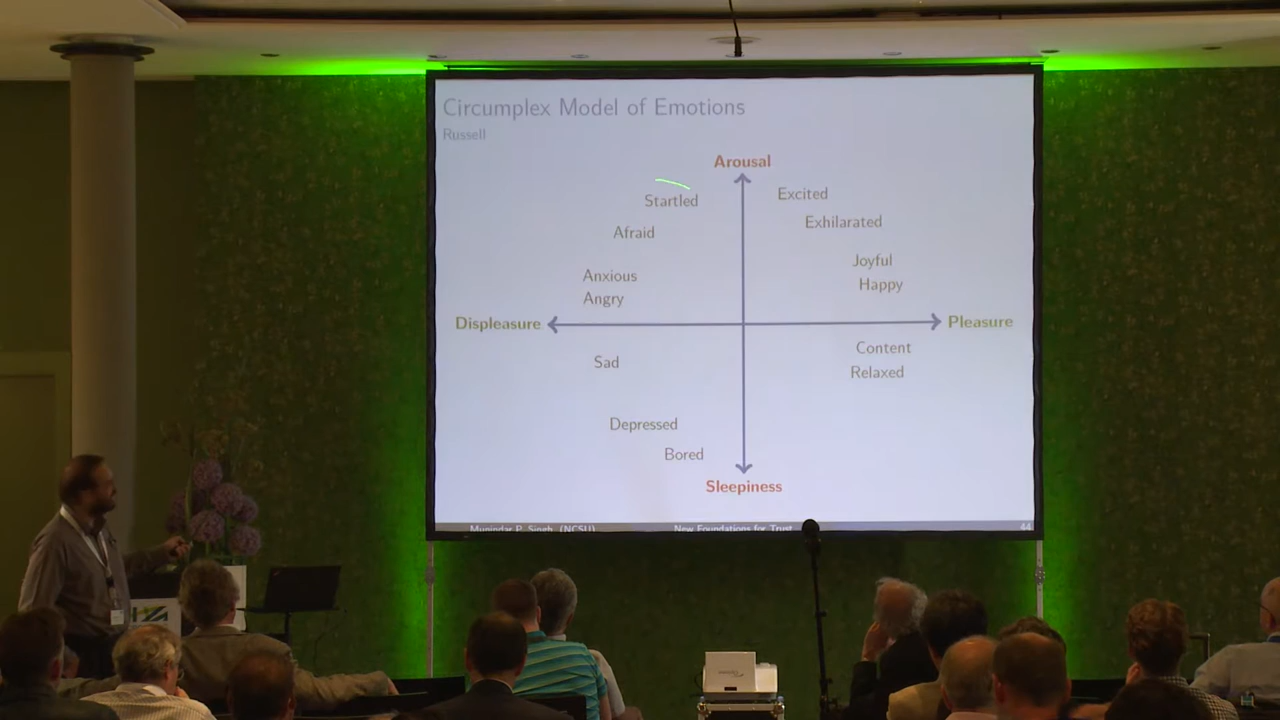 Circumplex Model of Emotions
Russell
Arousal
Startled
Excited
Afraid
Exhilarated
Anxious
Joyful
Angry
Happy
Displeasure
Pleasure
Sad
Content
Relaxed
Depressed
Bored
Sleepiness
Munindar P. Singh (NCSU) New Foundations for Trust 44